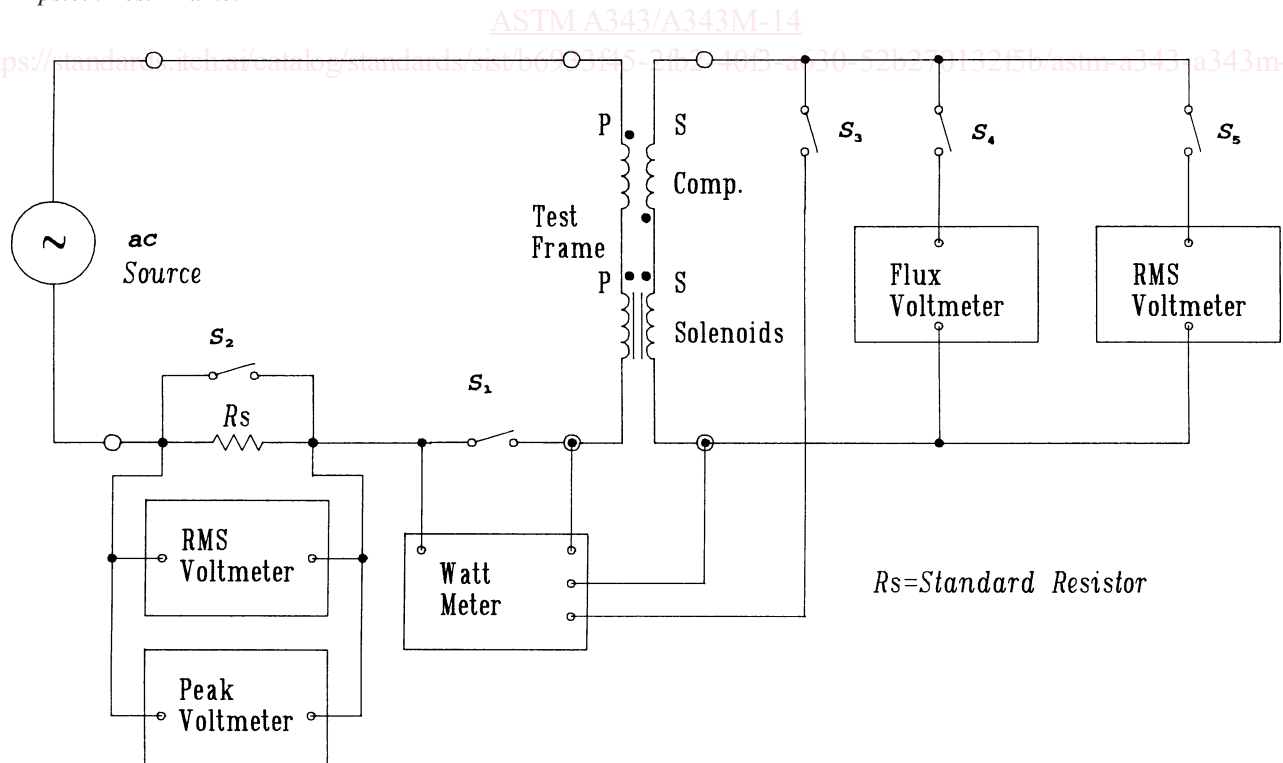 ASTM A343/A343M-14
P
S
S₃
S₄
S₅
Comp.
Test
Frame
ac
Source
P
S
Flux
Voltmeter
RMS
Voltmeter
Solenoids
S₂
S₁
Rs
RMS
Voltmeter
Watt
Meter
Rs=Standard Resistor
Peak
Voltmeter